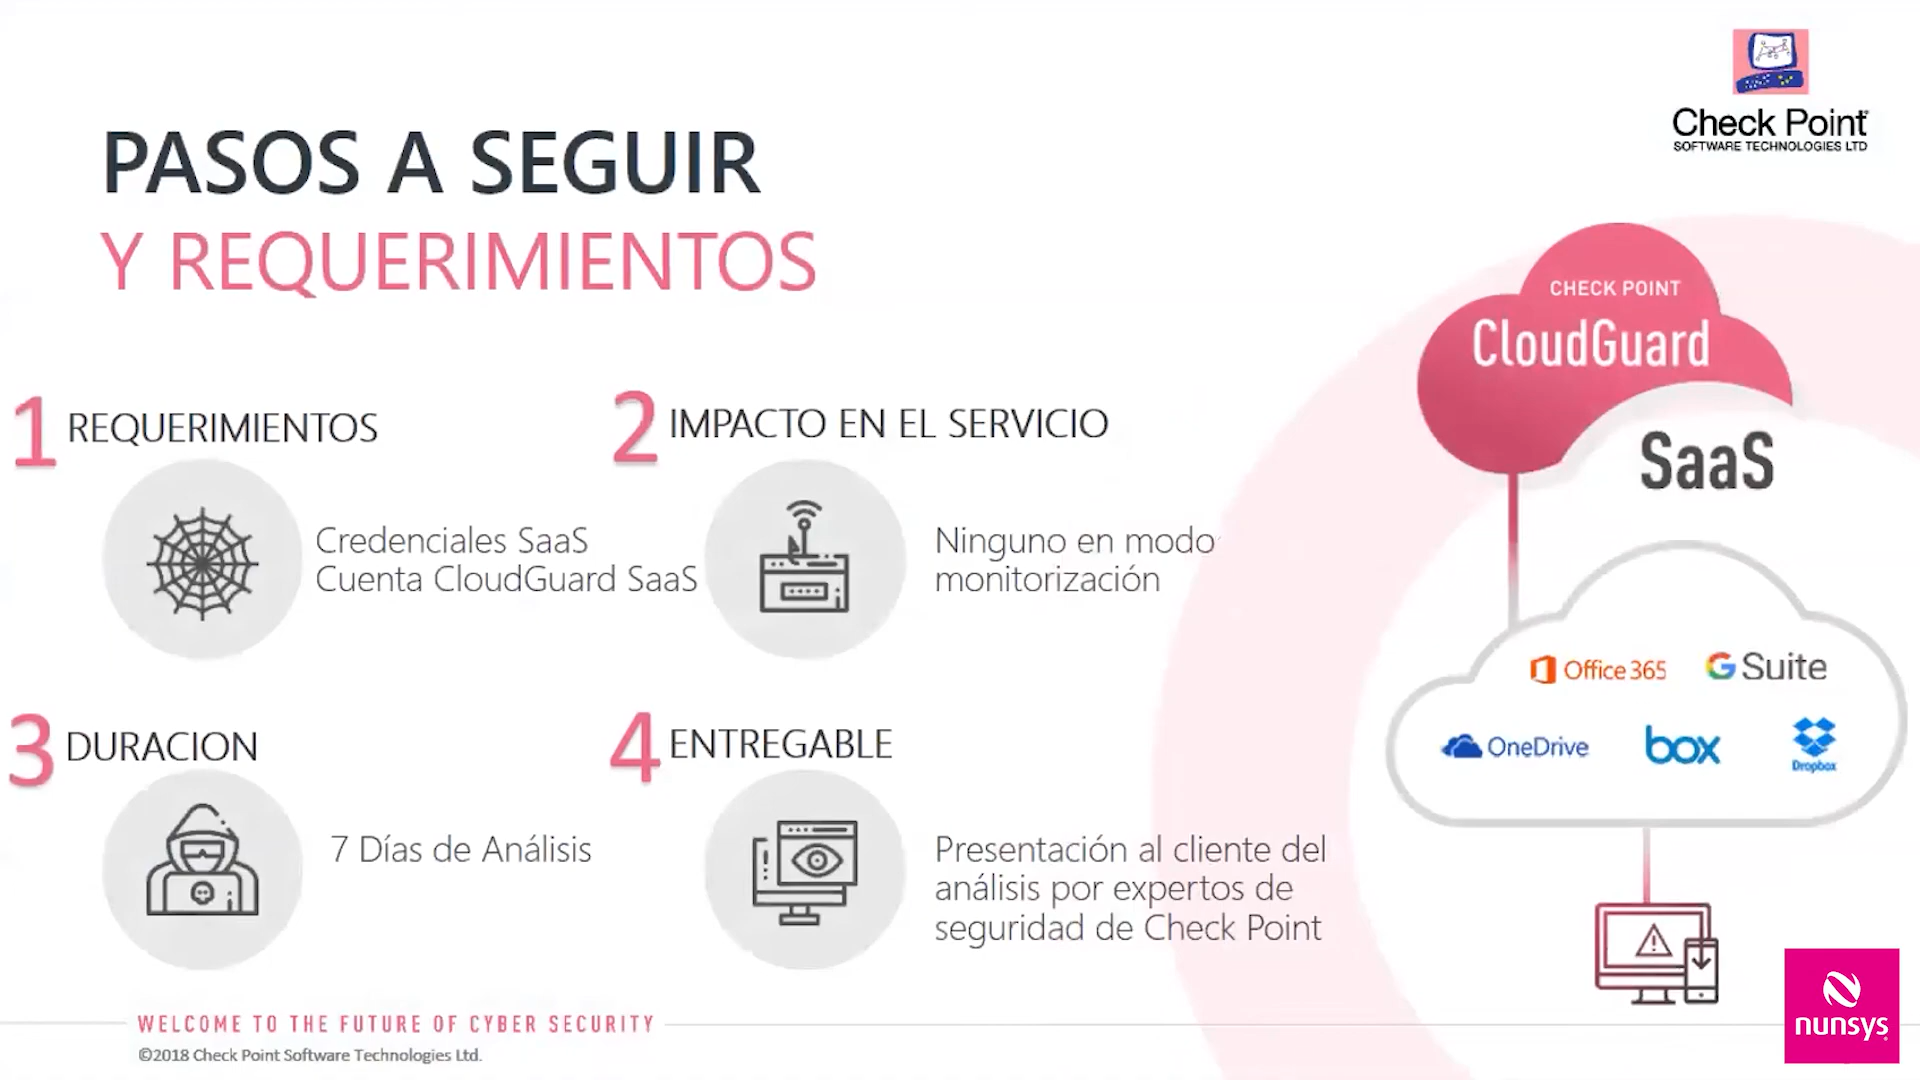 Check Point
SOFTWARE TECHNOLOGIES LTD
PASOS A SEGUIR
Y REQUERIMIENTOS
1 REQUERIMIENTOS
Credenciales SaaS
Cuenta CloudGuard SaaS
2 IMPACTO EN EL SERVICIO
Ninguno en modo
monitorización
3 DURACION
7 Días de Análisis
4 ENTREGABLE
Presentación al cliente del
análisis por expertos de
seguridad de Check Point
CHECK POINT
CloudGuard
SaaS
Office 365
G Suite
OneDrive
box
Dropbox
WELCOME TO THE FUTURE OF CYBER SECURITY
©2018 Check Point Software Technologies Ltd.
nunsys